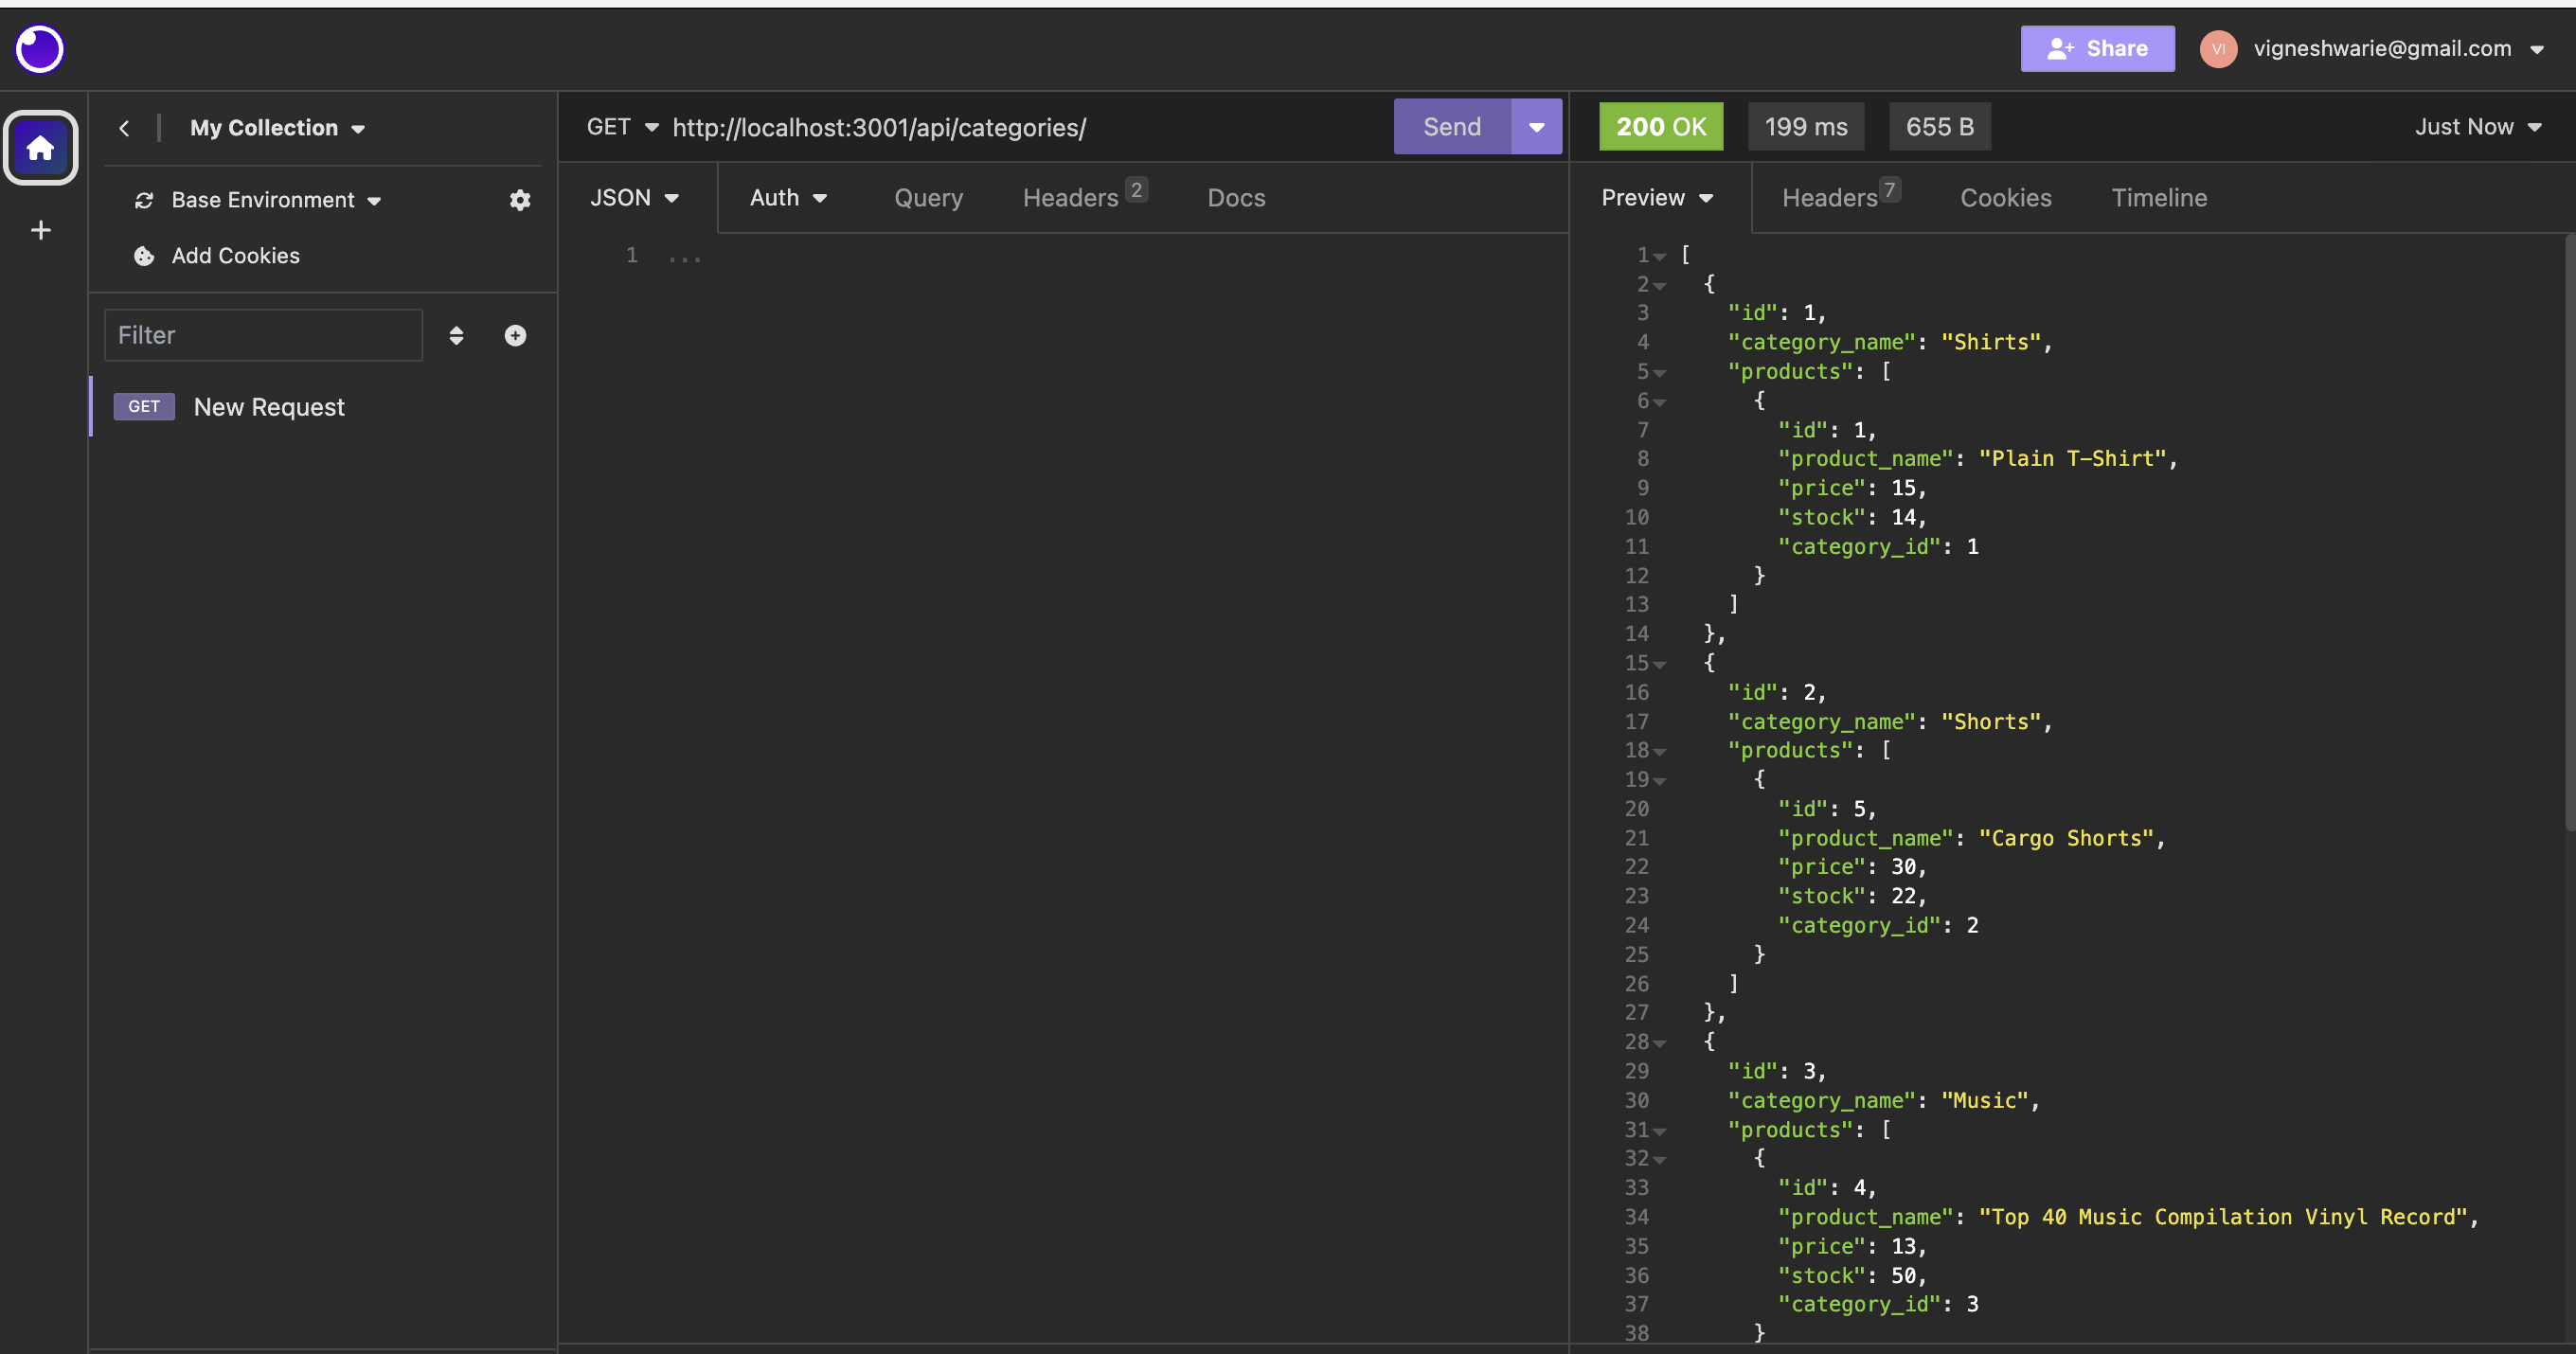 Share
VI
vigneshwarie@gmail.com
My Collection
Base Environment
Add Cookies
Filter
GET New Request
GET http://localhost:3001/api/categories/
Send
JSON Auth Query Headers 2 Docs
1 ...
200 OK 199 ms 655 B Just Now
Preview Headers 7 Cookies Timeline
1 [
2 {
3 "id": 1,
4 "category_name": "Shirts",
5 "products": [
6 {
7 "id": 1,
8 "product_name": "Plain T-Shirt",
9 "price": 15,
10 "stock": 14,
11 "category_id": 1
12 }
13 ]
14 },
15 {
16 "id": 2,
17 "category_name": "Shorts",
18 "products": [
19 {
20 "id": 5,
21 "product_name": "Cargo Shorts",
22 "price": 30,
23 "stock": 22,
24 "category_id": 2
25 }
26 ]
27 },
28 {
29 "id": 3,
30 "category_name": "Music",
31 "products": [
32 {
33 "id": 4,
34 "product_name": "Top 40 Music Compilation Vinyl Record",
35 "price": 13,
36 "stock": 50,
37 "category_id": 3
38 }